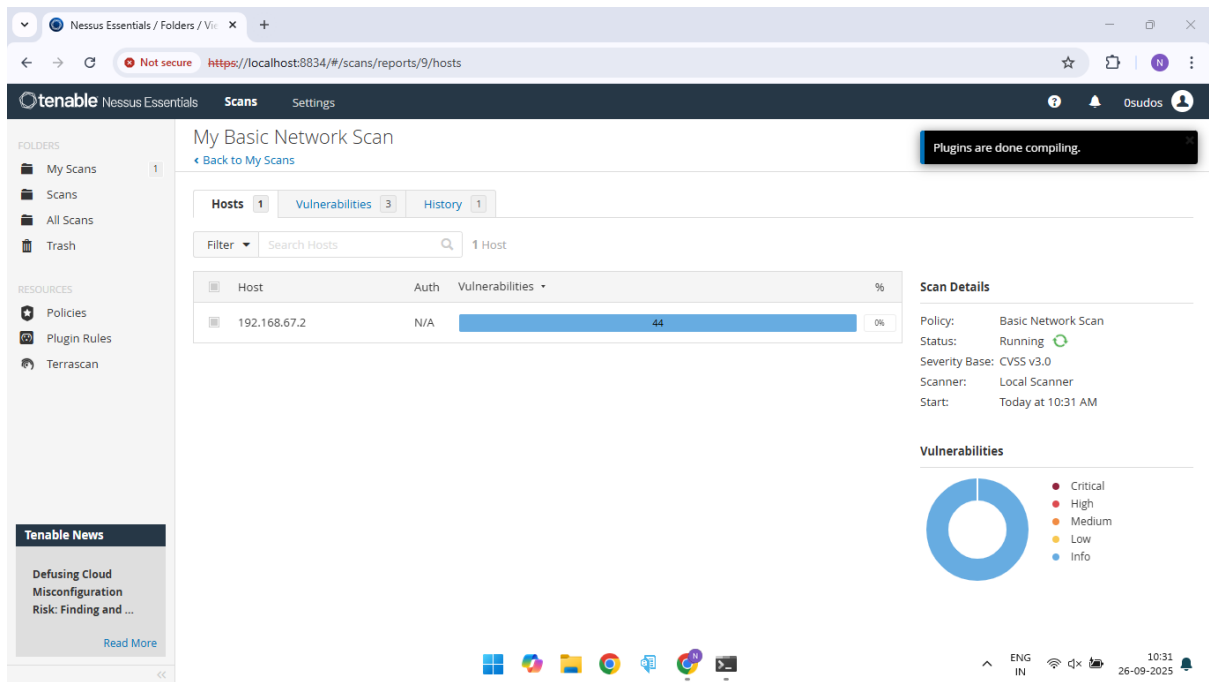 Nessus Essentials / Folders / Vie
Not secure https://localhost:8834/#/scans/reports/9/hosts
N
tenable Nessus Essentials Scans Settings
0sudos
FOLDERS
My Scans 1
Scans
All Scans
Trash
RESOURCES
Policies
Plugin Rules
Terrascan
Tenable News
Defusing Cloud
Misconfiguration
Risk: Finding and ...
Read More
My Basic Network Scan
Back to My Scans
Plugins are done compiling.
Hosts 1 Vulnerabilities 3 History 1
Filter Search Hosts 1 Host
Host Auth Vulnerabilities %
192.168.67.2 N/A 44 0%
Scan Details
Policy: Basic Network Scan
Status: Running
Severity Base: CVSS v3.0
Scanner: Local Scanner
Start: Today at 10:31 AM
Vulnerabilities
Critical
High
Medium
Low
Info
N
ENG
IN
10:31
26-09-2025